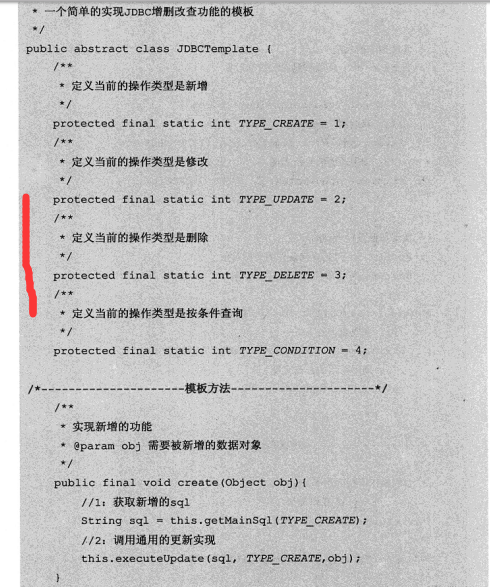 * 一个简单的实现JDBC增删改查功能的模板
*/
public abstract class JDBCTemplate {
/**
* 定义当前的操作类型是新增
*/
protected final static int TYPE_CREATE = 1;
/**
* 定义当前的操作类型是修改
*/
protected final static int TYPE_UPDATE = 2;
/**
* 定义当前的操作类型是删除
*/
protected final static int TYPE_DELETE = 3;
/**
* 定义当前的操作类型是按条件查询
*/
protected final static int TYPE_CONDITION = 4;
/*---------------------模板方法---------------------*/
/**
* 实现新增的功能
* @param obj 需要被新增的数据对象
*/
public final void create(Object obj){
//1: 获取新增的sql
String sql = this.getMainSql(TYPE_CREATE);
//2: 调用通用的更新实现
this.executeUpdate(sql, TYPE_CREATE,obj);
}